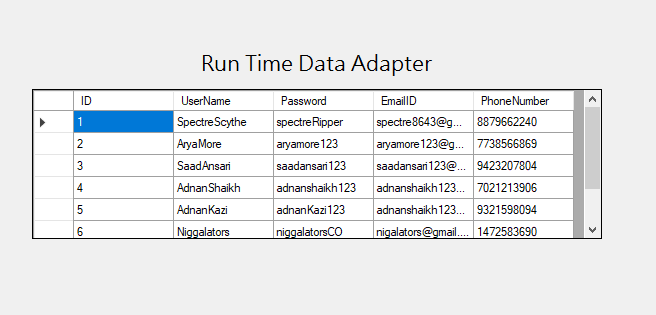 Run Time Data Adapter
ID UserName Password EmailID PhoneNumber
1 SpectreScythe spectreRipper spectre8643@g... 8879662240
2 AryaMore aryamore123 aryamore123@g... 7738566869
3 SaadAnsari saadansari123 saadansari123@... 9423207804
4 AdnanShaikh adnanshaikh123 adnanshaikh123... 7021213906
5 AdnanKazi adnanKazi123 adnanshaikh123... 9321598094
6 Niggalators niggalatorsCO nigalators@gmail.... 1472583690